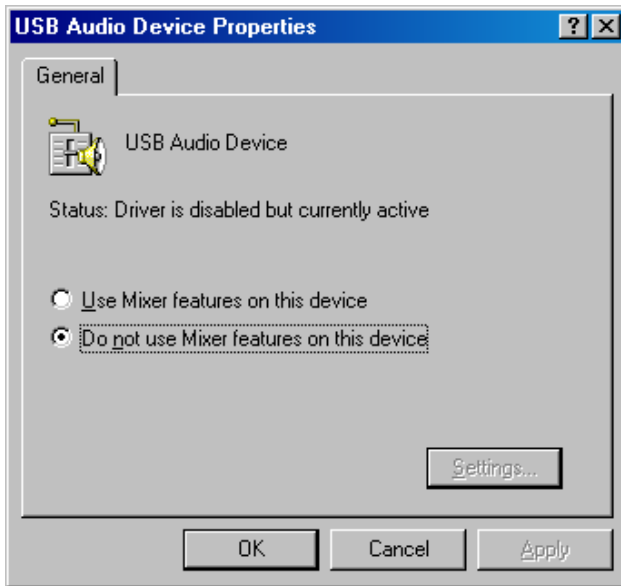 USB Audio Device Properties
General
USB Audio Device
Status: Driver is disabled but currently active
Use Mixer features on this device
Do not use Mixer features on this device
Settings...
OK Cancel Apply